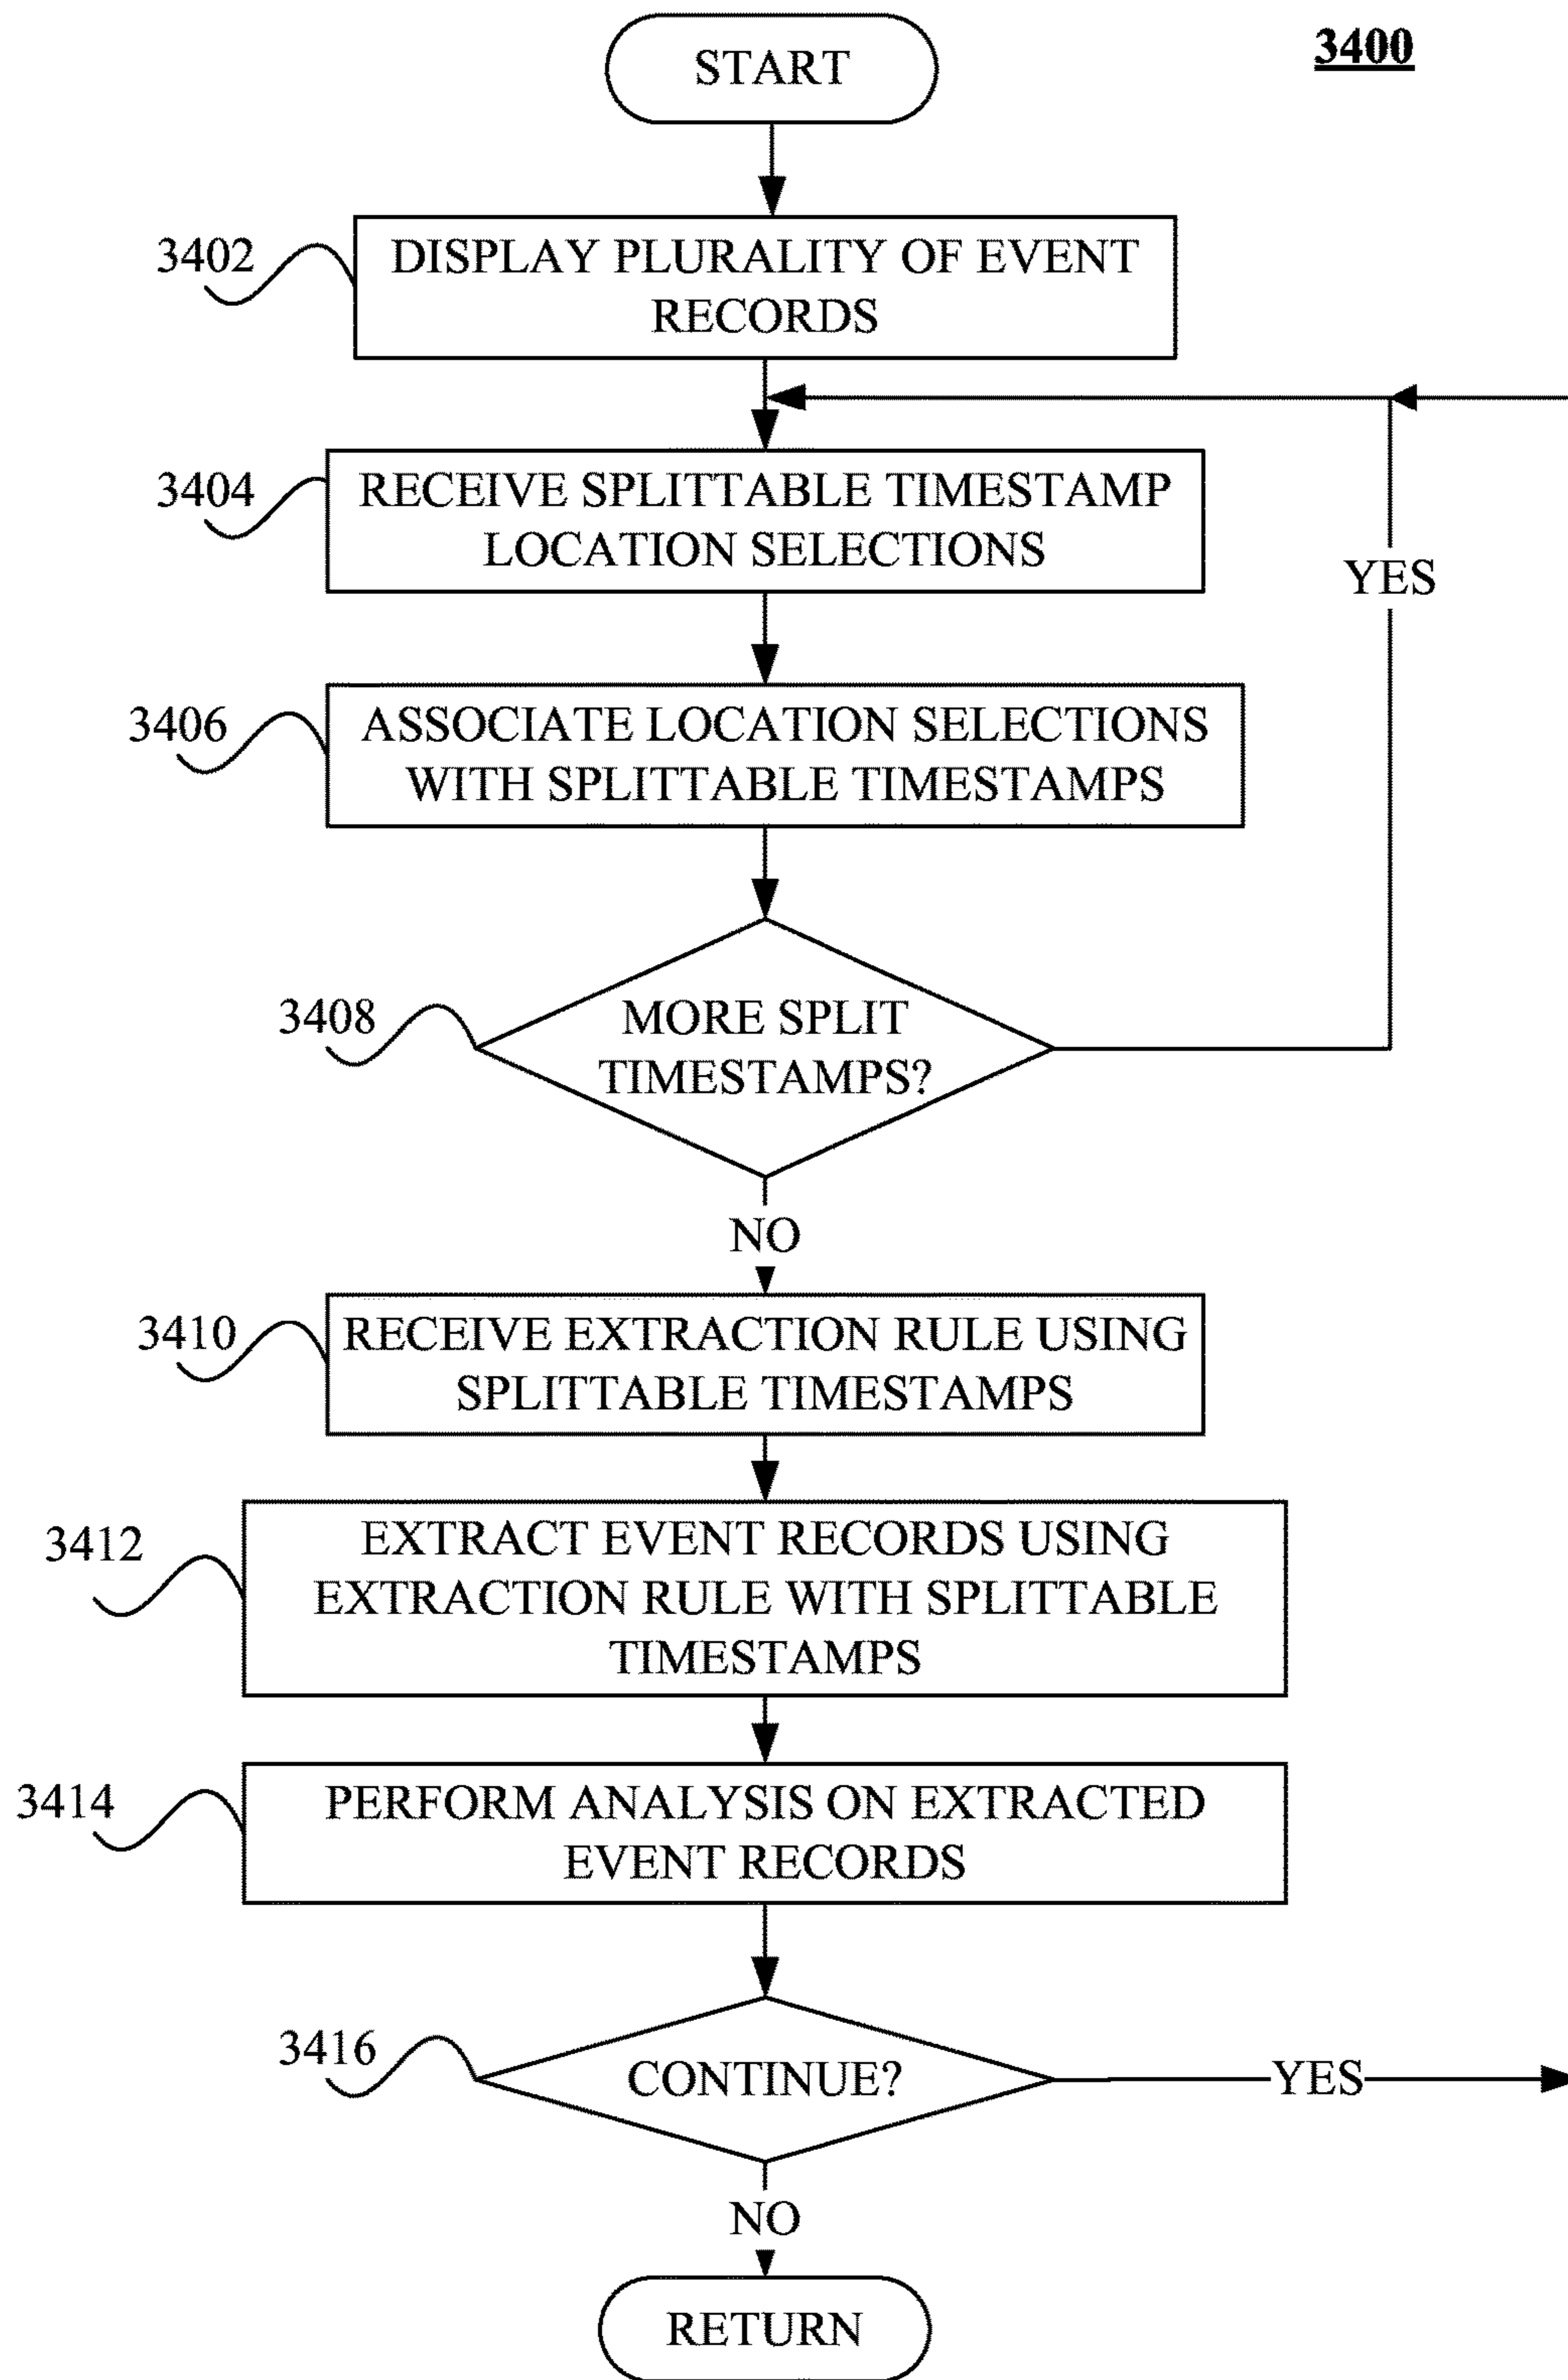 START
3400
3402
DISPLAY PLURALITY OF EVENT
RECORDS
3404
RECEIVE SPLITTABLE TIMESTAMP
LOCATION SELECTIONS
YES
3406
ASSOCIATE LOCATION SELECTIONS
WITH SPLITTABLE TIMESTAMPS
3408
MORE SPLIT
TIMESTAMPS?
NO
3410
RECEIVE EXTRACTION RULE USING
SPLITTABLE TIMESTAMPS
3412
EXTRACT EVENT RECORDS USING
EXTRACTION RULE WITH SPLITTABLE
TIMESTAMPS
3414
PERFORM ANALYSIS ON EXTRACTED
EVENT RECORDS
3416
CONTINUE?
YES
NO
RETURN